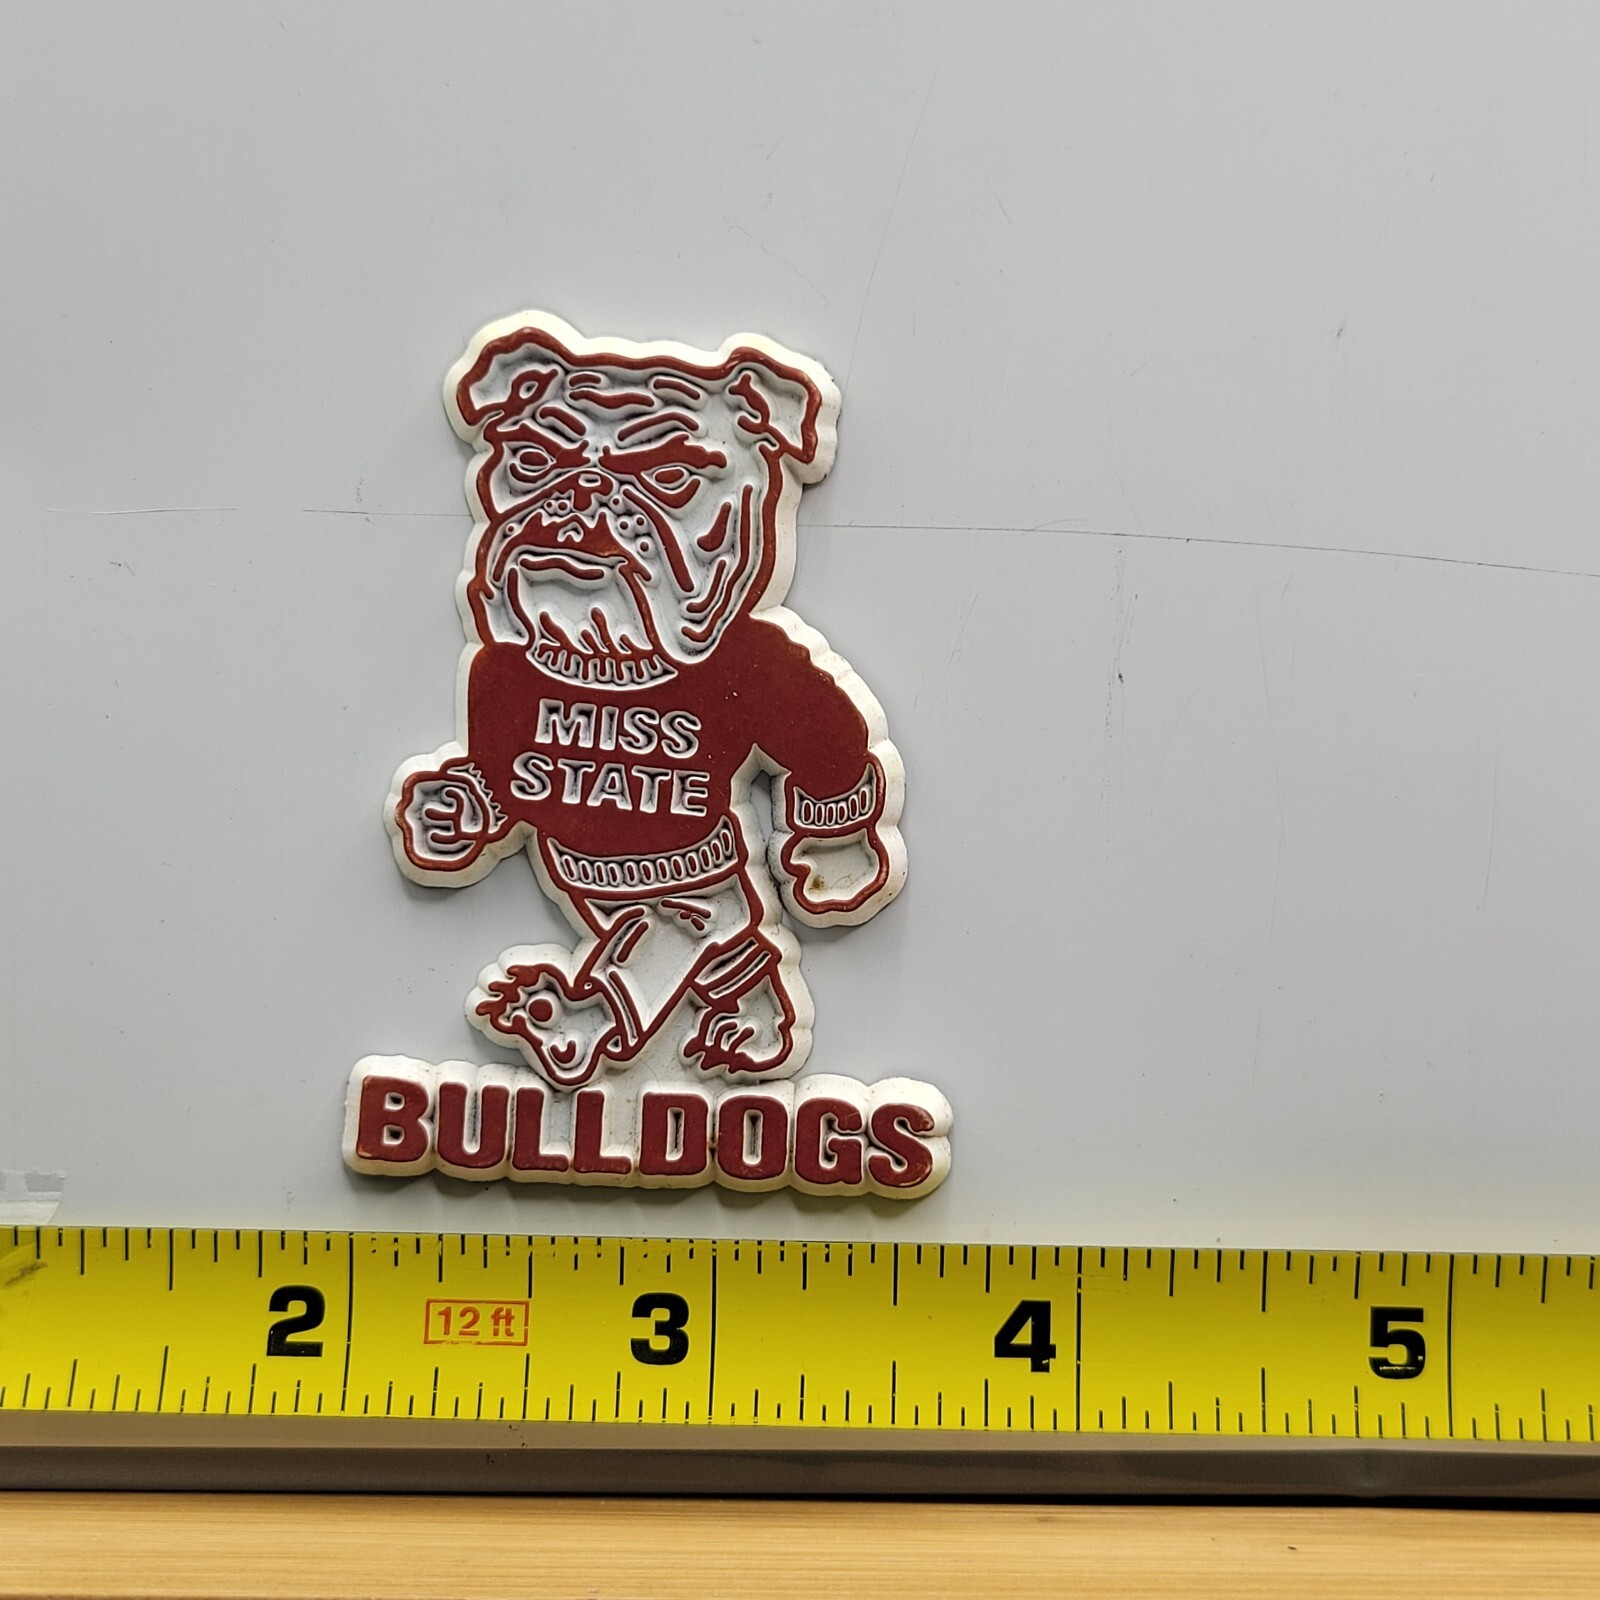 MISS
STATE
BULLDOGS
2 12 ft 3 4 5